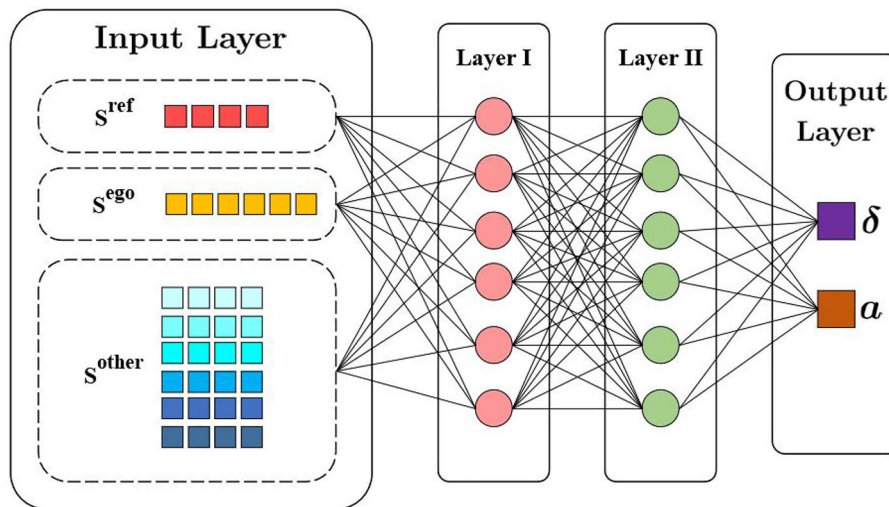 Input Layer
S^ref
S^ego
S^other
Layer I
Layer II
Output
Layer
δ
a